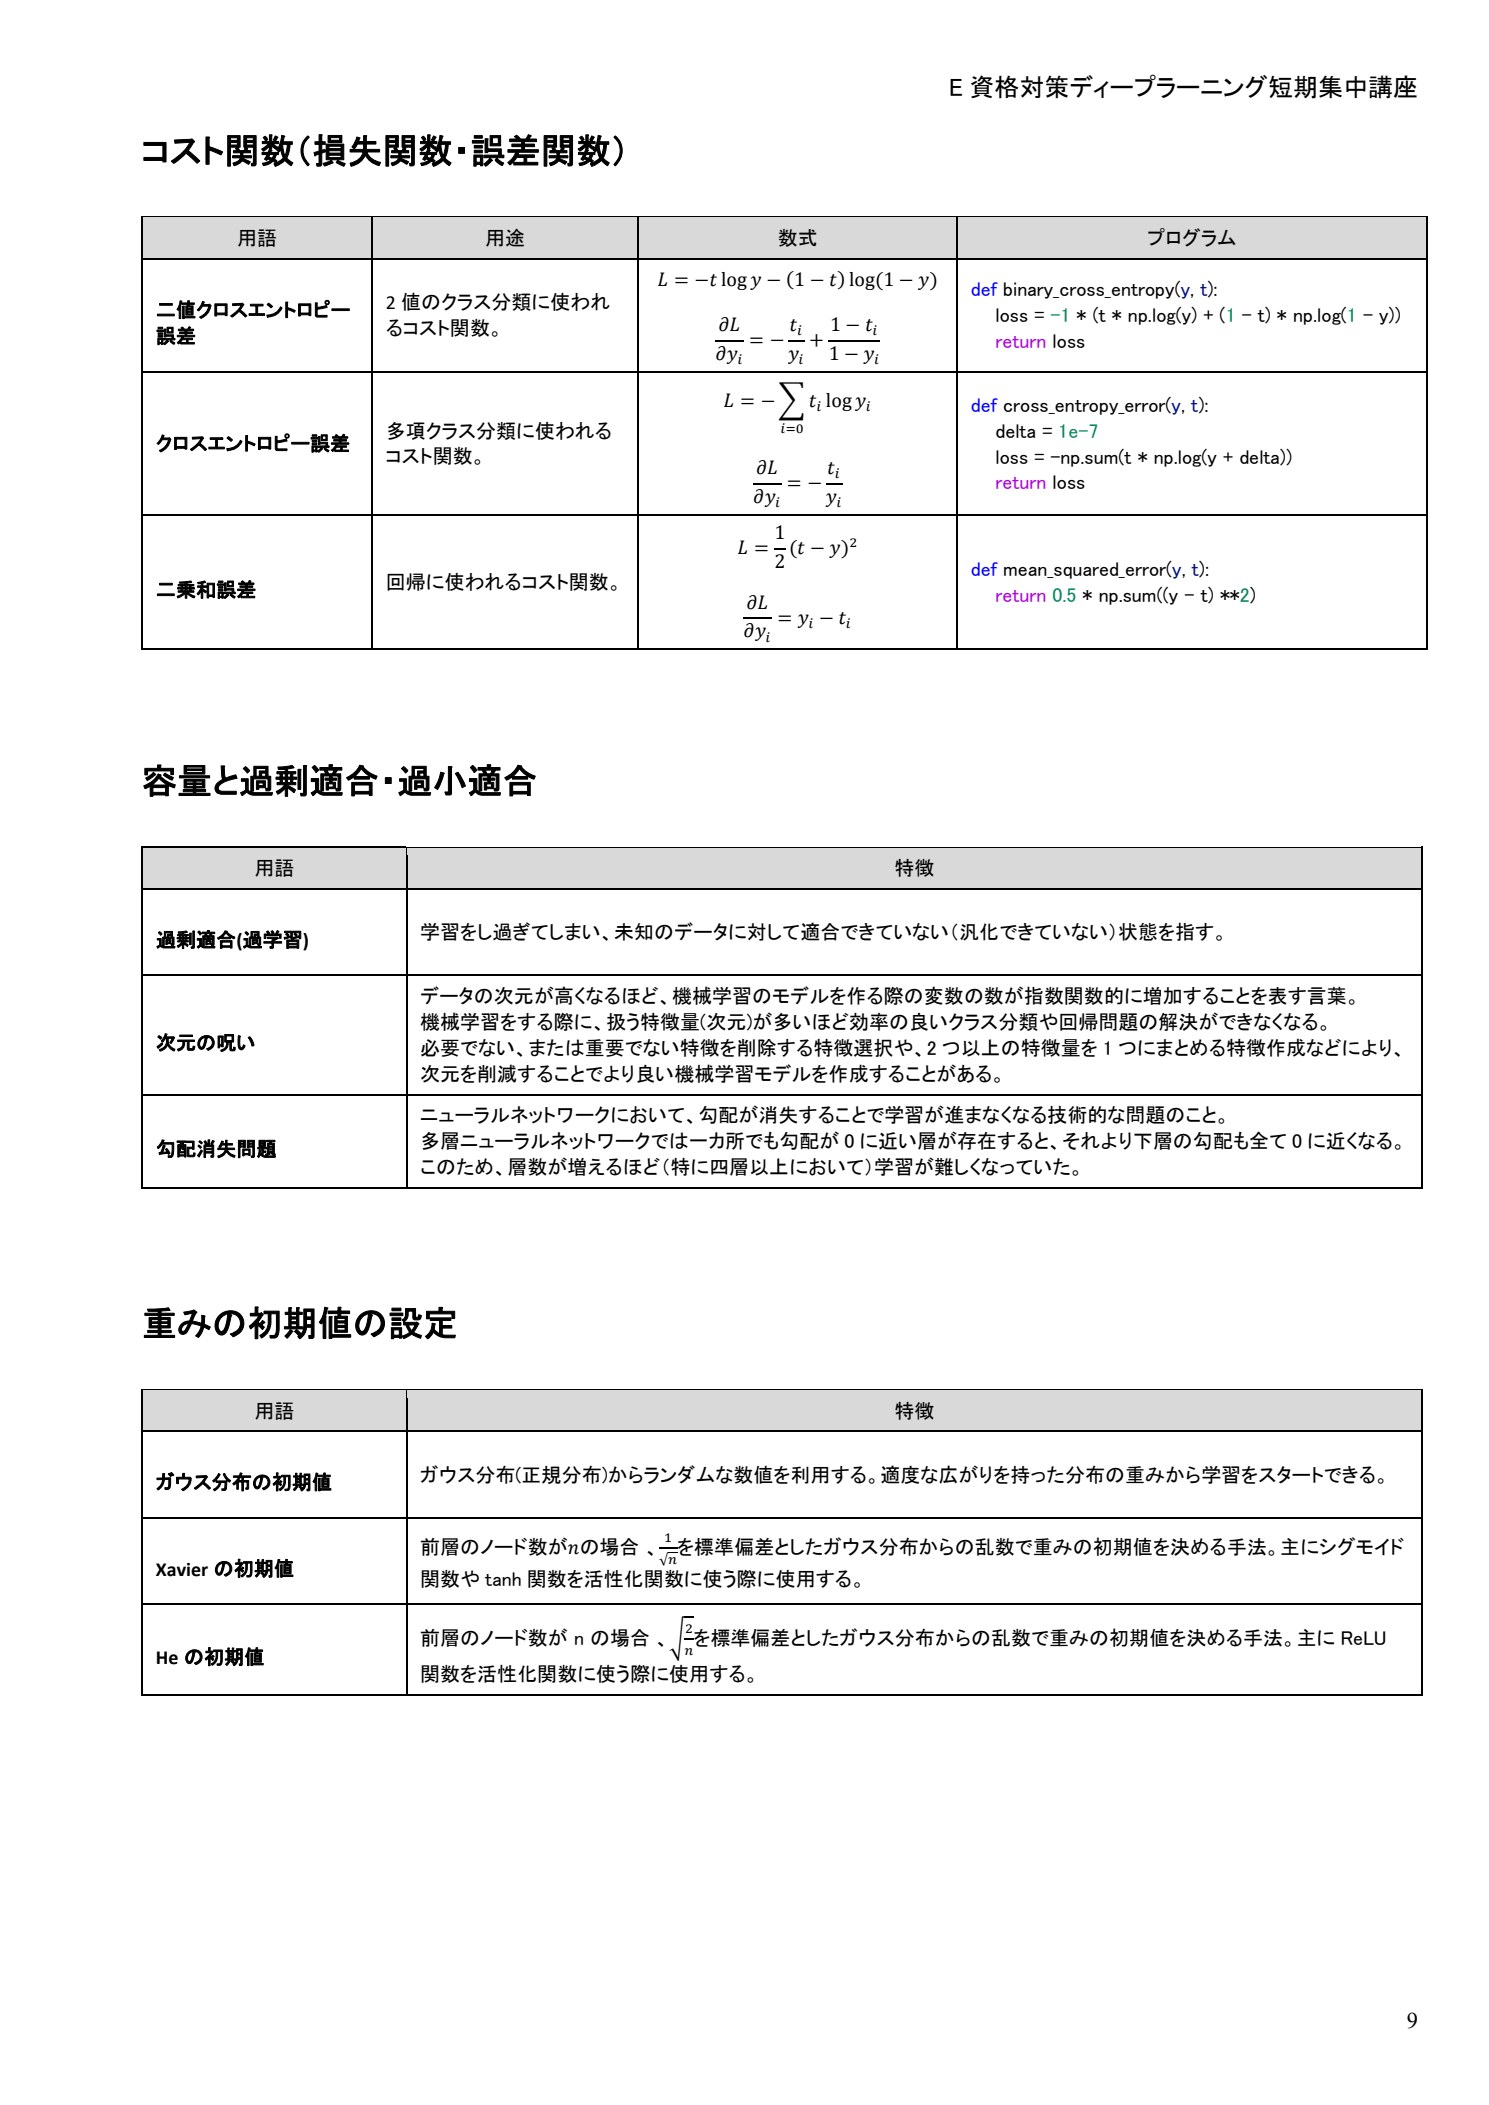 E 資格対策ディープラーニング短期集中講座
コスト関数（損失関数・誤差関数）
用語 用途 数式 プログラム
二値クロスエントロピー
誤差
2 値のクラス分類に使われ
るコスト関数。
L = −t log y − (1 − t) log(1 − y)
∂L/∂yᵢ = − tᵢ/yᵢ + (1 − tᵢ)/(1 − yᵢ)
def binary_cross_entropy(y, t):
loss = -1 * (t * np.log(y) + (1 - t) * np.log(1 - y))
return loss
クロスエントロピー誤差
多項クラス分類に使われる
コスト関数。
L = − ∑ᵢ₌₀ tᵢ log yᵢ
∂L/∂yᵢ = − tᵢ/yᵢ
def cross_entropy_error(y, t):
delta = 1e-7
loss = -np.sum(t * np.log(y + delta))
return loss
二乗和誤差
回帰に使われるコスト関数。
L = 1/2 (t − y)²
∂L/∂yᵢ = yᵢ − tᵢ
def mean_squared_error(y, t):
return 0.5 * np.sum((y - t) **2)
容量と過剰適合・過小適合
用語 特徴
過剰適合(過学習)
学習をし過ぎてしまい、未知のデータに対して適合できていない（汎化できていない）状態を指す。
次元の呪い
データの次元が高くなるほど、機械学習のモデルを作る際の変数の数が指数関数的に増加することを表す言葉。
機械学習をする際に、扱う特徴量(次元)が多いほど効率の良いクラス分類や回帰問題の解決ができなくなる。
必要でない、または重要でない特徴を削除する特徴選択や、2 つ以上の特徴量を 1 つにまとめる特徴作成などにより、
次元を削減することでより良い機械学習モデルを作成することがある。
勾配消失問題
ニューラルネットワークにおいて、勾配が消失することで学習が進まなくなる技術的な問題のこと。
多層ニューラルネットワークでは一カ所でも勾配が 0 に近い層が存在すると、それより下層の勾配も全て 0 に近くなる。
このため、層数が増えるほど（特に四層以上において）学習が難しくなっていた。
重みの初期値の設定
用語 特徴
ガウス分布の初期値
ガウス分布(正規分布)からランダムな数値を利用する。適度な広がりを持った分布の重みから学習をスタートできる。
Xavier の初期値
前層のノード数がnの場合 、1/√nを標準偏差としたガウス分布からの乱数で重みの初期値を決める手法。主にシグモイド
関数や tanh 関数を活性化関数に使う際に使用する。
He の初期値
前層のノード数が n の場合 、√(2/n)を標準偏差としたガウス分布からの乱数で重みの初期値を決める手法。主に ReLU
関数を活性化関数に使う際に使用する。
9